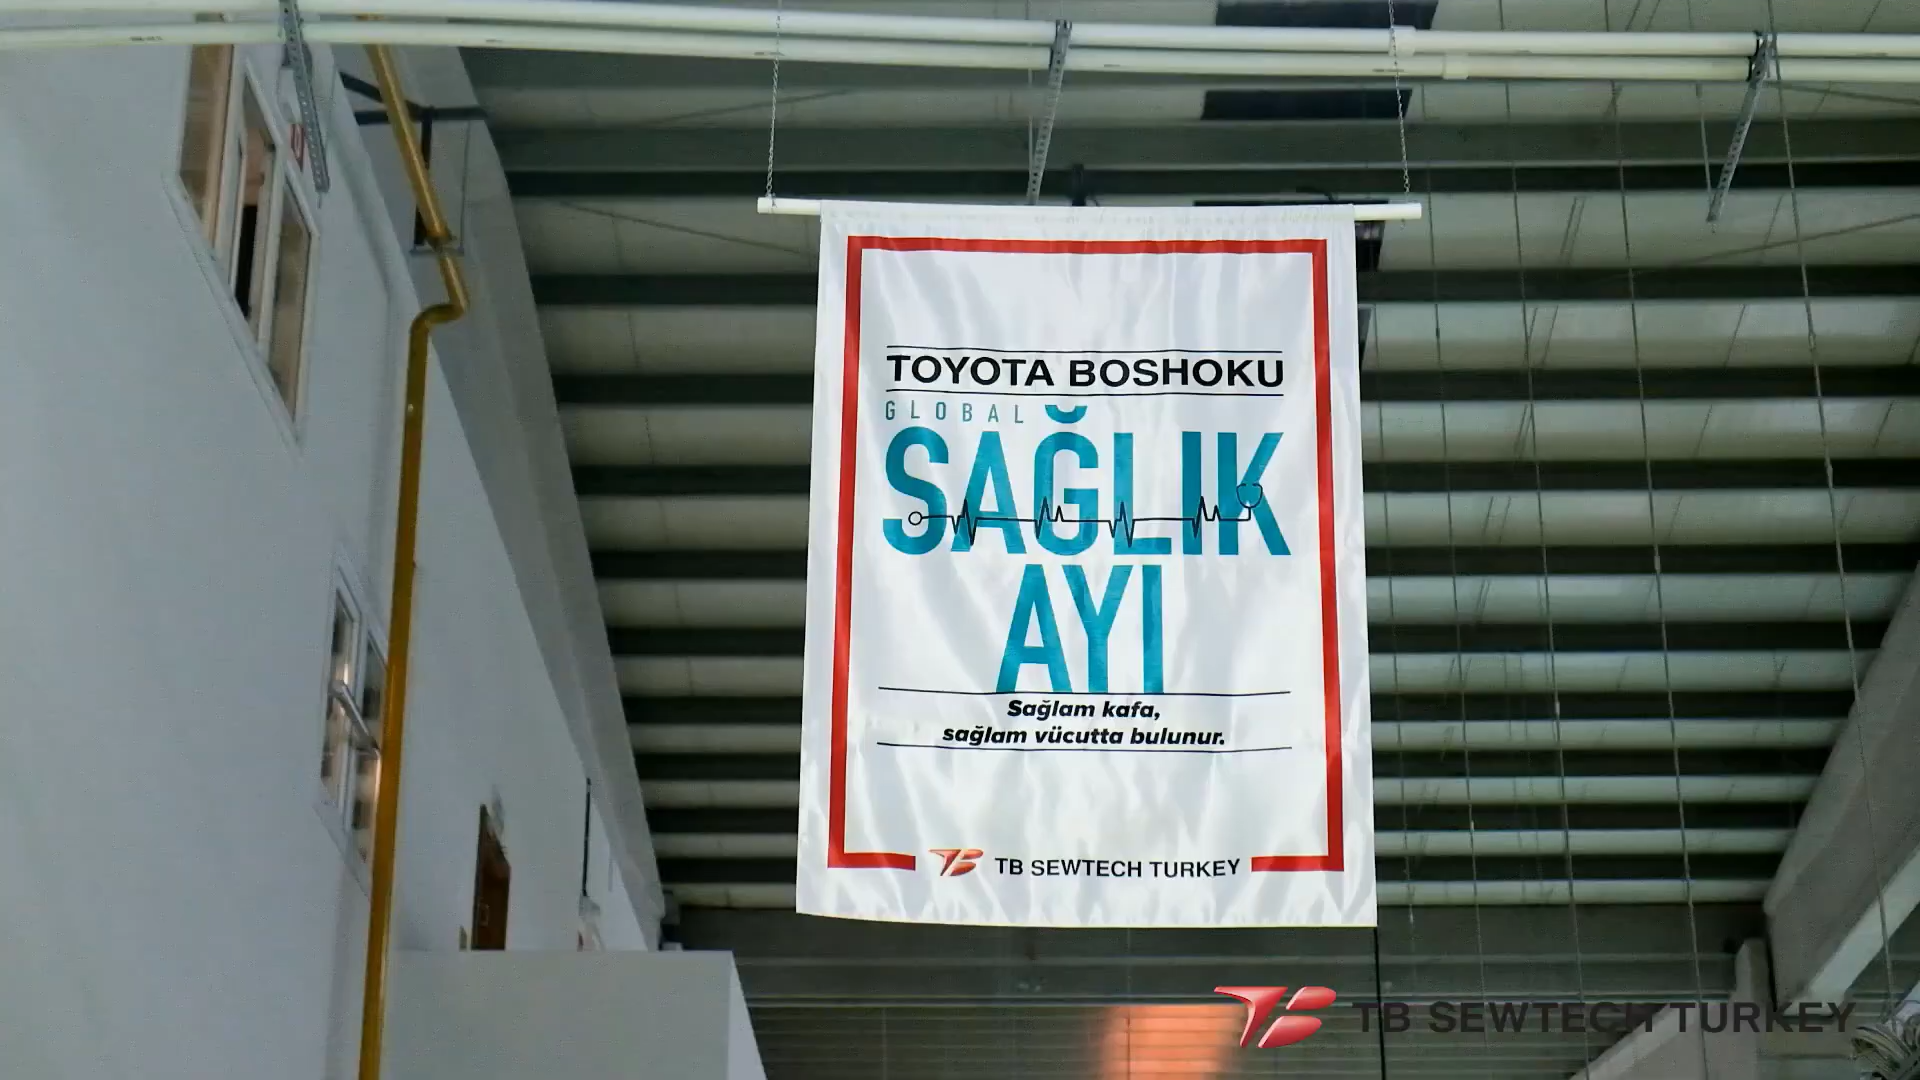 TOYOTA BOSHOKU
GLOBAL
SAĞLIK
AYI
Sağlam kafa,
sağlam vücutta bulunur.
TB SEWTECH TURKEY
TB SEWTECH TURKEY